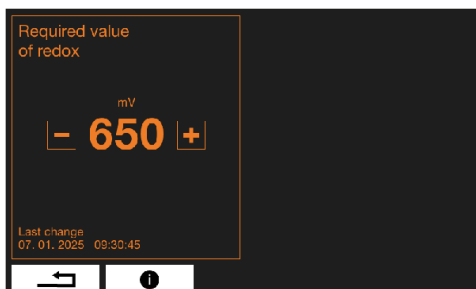 Required value
of redox
mV
− 650 +
Last change
07. 01. 2025 09:30:45
i